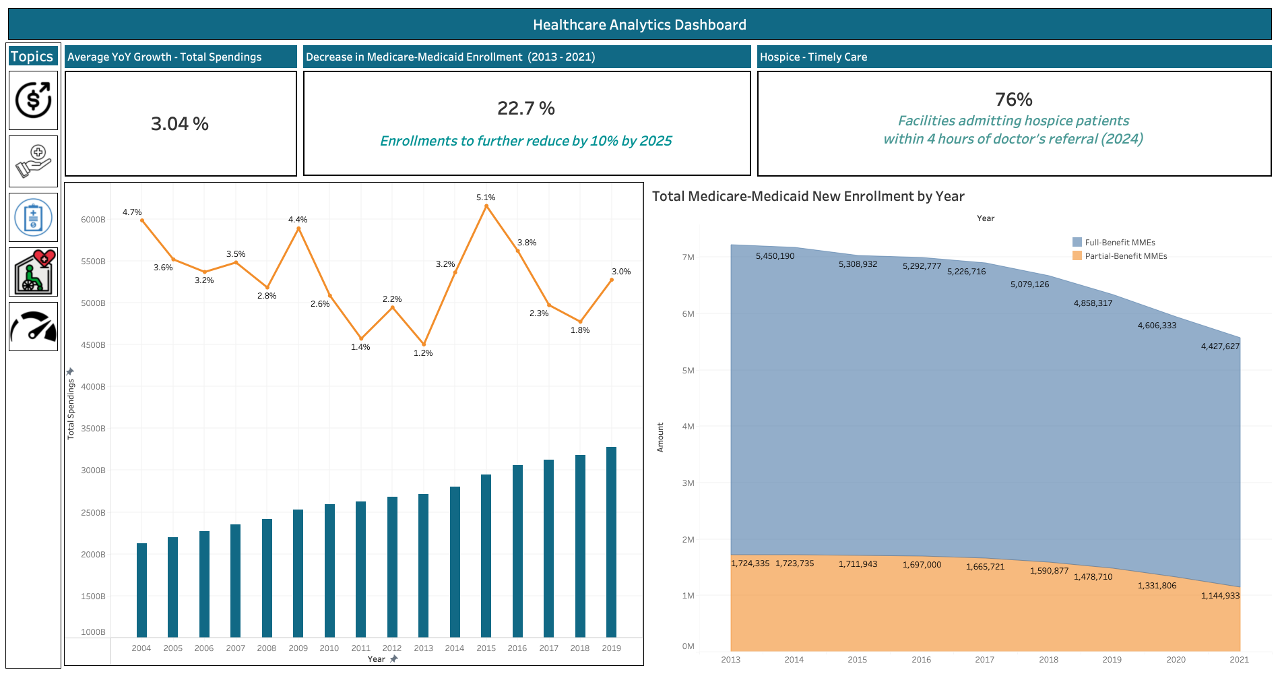 Healthcare Analytics Dashboard
Topics
Average YoY Growth - Total Spendings
3.04 %
Decrease in Medicare-Medicaid Enrollment (2013 - 2021)
22.7 %
Enrollments to further reduce by 10% by 2025
Hospice - Timely Care
76%
Facilities admitting hospice patients
within 4 hours of doctor's referral (2024)
Total Spendings
6000B
5500B
5000B
4500B
4000B
3500B
3000B
2500B
2000B
1500B
1000B
4.7%
3.6%
3.2%
3.5%
2.8%
4.4%
2.6%
1.4%
2.2%
1.2%
3.2%
5.1%
3.8%
2.3%
1.8%
3.0%
2004 2005 2006 2007 2008 2009 2010 2011 2012 2013 2014 2015 2016 2017 2018 2019
Year
Total Medicare-Medicaid New Enrollment by Year
Year
Full-Benefit MMEs
Partial-Benefit MMEs
Amount
7M
6M
5M
4M
3M
2M
1M
0M
5,450,190
5,308,932
5,292,777
5,226,716
5,079,126
4,858,317
4,606,333
4,427,627
1,724,335
1,723,735
1,711,943
1,697,000
1,665,721
1,590,877
1,478,710
1,331,806
1,144,933
2013 2014 2015 2016 2017 2018 2019 2020 2021